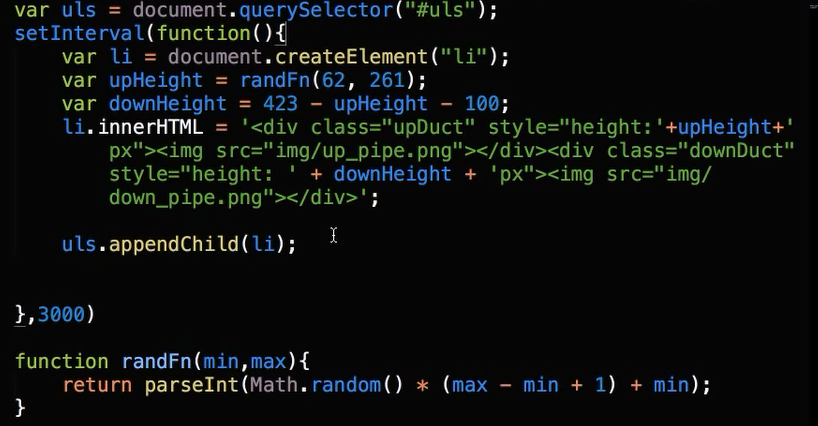 var uls = document.querySelector("#uls");
setInterval(function(){
    var li = document.createElement("li");
    var upHeight = randFn(62, 261);
    var downHeight = 423 - upHeight - 100;
    li.innerHTML = '<div class="upDuct" style="height:'+upHeight+'
        px"><img src="img/up_pipe.png"></div><div class="downDuct"
        style="height: ' + downHeight + 'px"><img src="img/
        down_pipe.png"></div>';
    uls.appendChild(li);
},3000)
function randFn(min,max){
    return parseInt(Math.random() * (max - min + 1) + min);
}